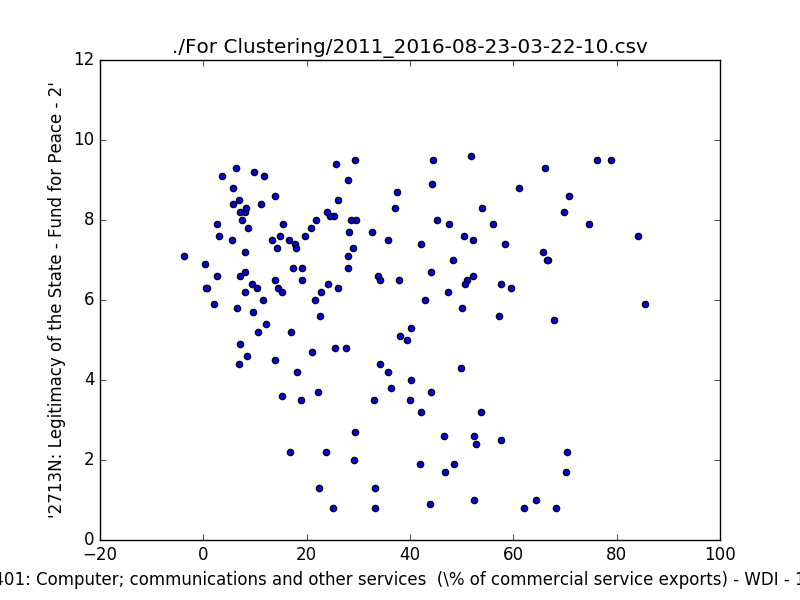 ./For Clustering/2011_2016-08-23-03-22-10.csv
12
10
8
6
4
2
0
'2713N: Legitimacy of the State - Fund for Peace - 2'
−20 0 20 40 60 80 100
401: Computer; communications and other services (\% of commercial service exports) - WDI - 1